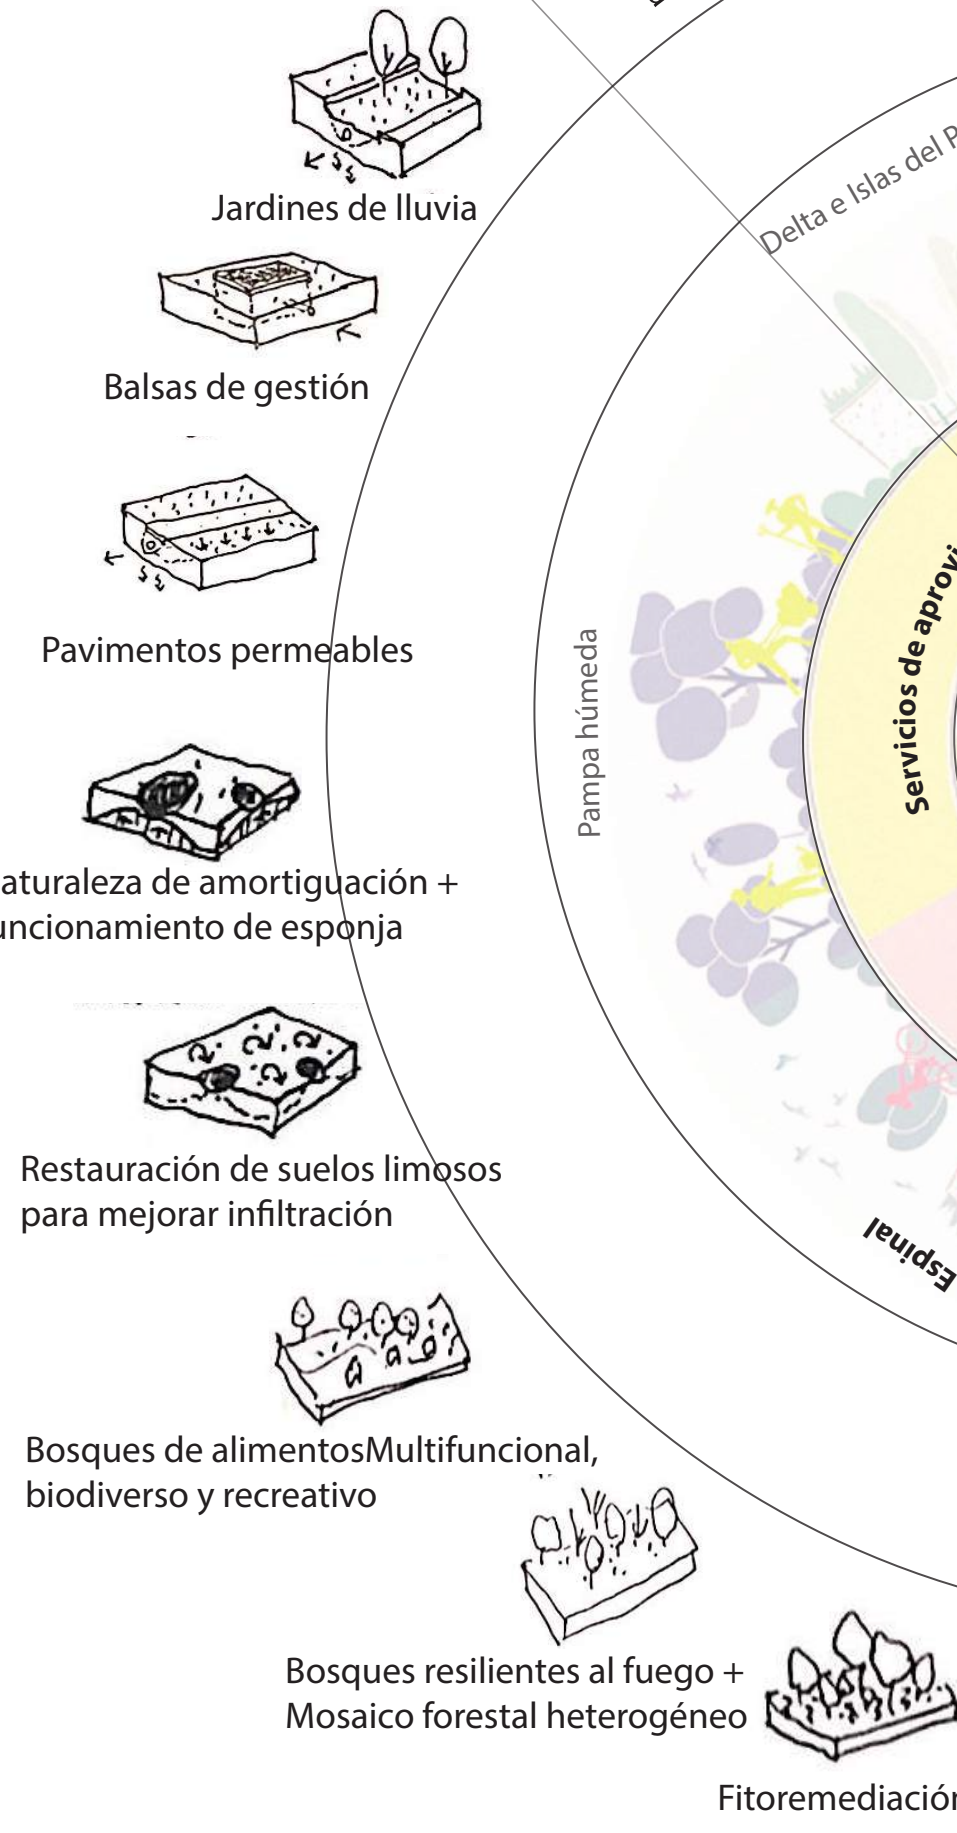 Jardines de lluvia
Delta e Islas del P
Balsas de gestión
Servicios de aprovi
Pampa húmeda
Pavimentos permeables
aturaleza de amortiguación +
uncionamiento de esponja
Restauración de suelos limosos
para mejorar infiltración
Espinal
Bosques de alimentosMultifuncional,
biodiverso y recreativo
Bosques resilientes al fuego +
Mosaico forestal heterogéneo
Fitoremediación